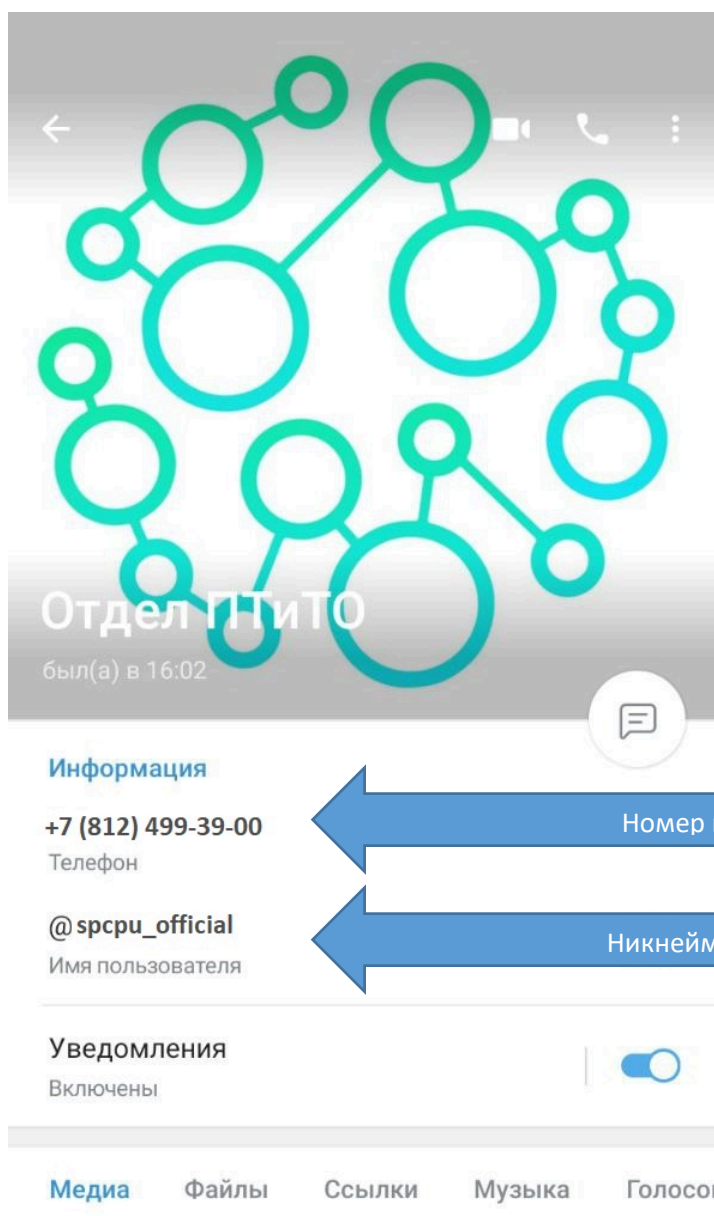 Отдел ПТиТО
был(а) в 16:02
Информация
+7 (812) 499-39-00
Номер
Телефон
@spcpu_official
Никнейм
Имя пользователя
Уведомления
Включены
Медиа Файлы Ссылки Музыка